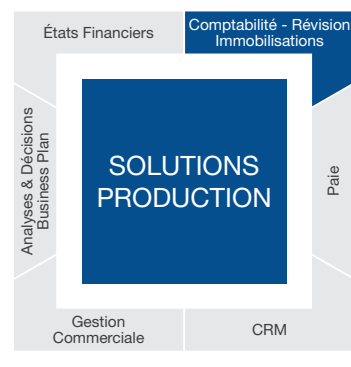 États Financiers
Comptabilité - Révision
Immobilisations
Analyses & Décisions
Business Plan
SOLUTIONS
PRODUCTION
Paie
Gestion
Commerciale
CRM